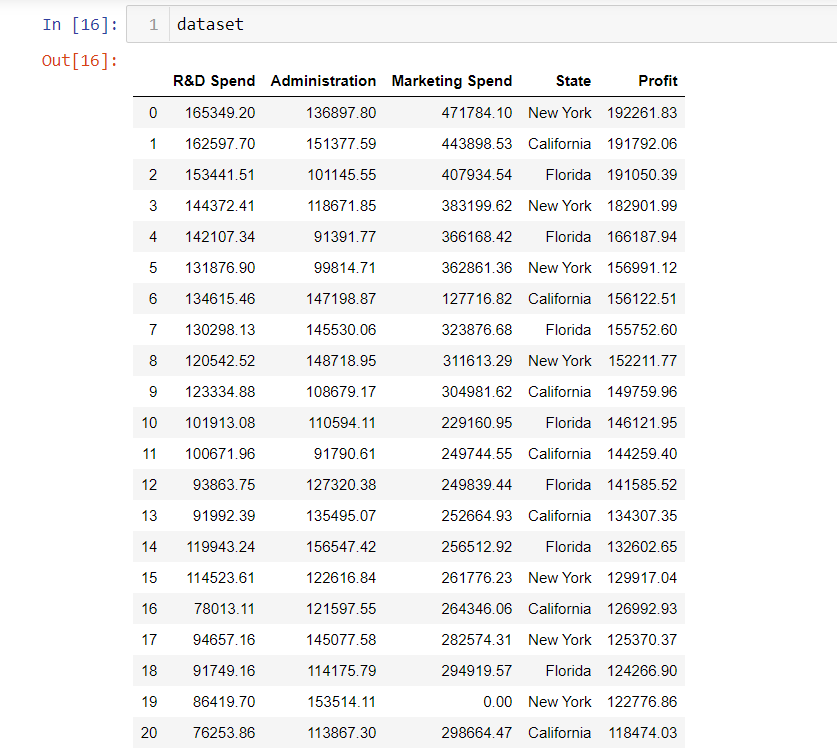 In [16]: 1 dataset
Out[16]:
R&D Spend Administration Marketing Spend State Profit
0 165349.20 136897.80 471784.10 New York 192261.83
1 162597.70 151377.59 443898.53 California 191792.06
2 153441.51 101145.55 407934.54 Florida 191050.39
3 144372.41 118671.85 383199.62 New York 182901.99
4 142107.34 91391.77 366168.42 Florida 166187.94
5 131876.90 99814.71 362861.36 New York 156991.12
6 134615.46 147198.87 127716.82 California 156122.51
7 130298.13 145530.06 323876.68 Florida 155752.60
8 120542.52 148718.95 311613.29 New York 152211.77
9 123334.88 108679.17 304981.62 California 149759.96
10 101913.08 110594.11 229160.95 Florida 146121.95
11 100671.96 91790.61 249744.55 California 144259.40
12 93863.75 127320.38 249839.44 Florida 141585.52
13 91992.39 135495.07 252664.93 California 134307.35
14 119943.24 156547.42 256512.92 Florida 132602.65
15 114523.61 122616.84 261776.23 New York 129917.04
16 78013.11 121597.55 264346.06 California 126992.93
17 94657.16 145077.58 282574.31 New York 125370.37
18 91749.16 114175.79 294919.57 Florida 124266.90
19 86419.70 153514.11 0.00 New York 122776.86
20 76253.86 113867.30 298664.47 California 118474.03